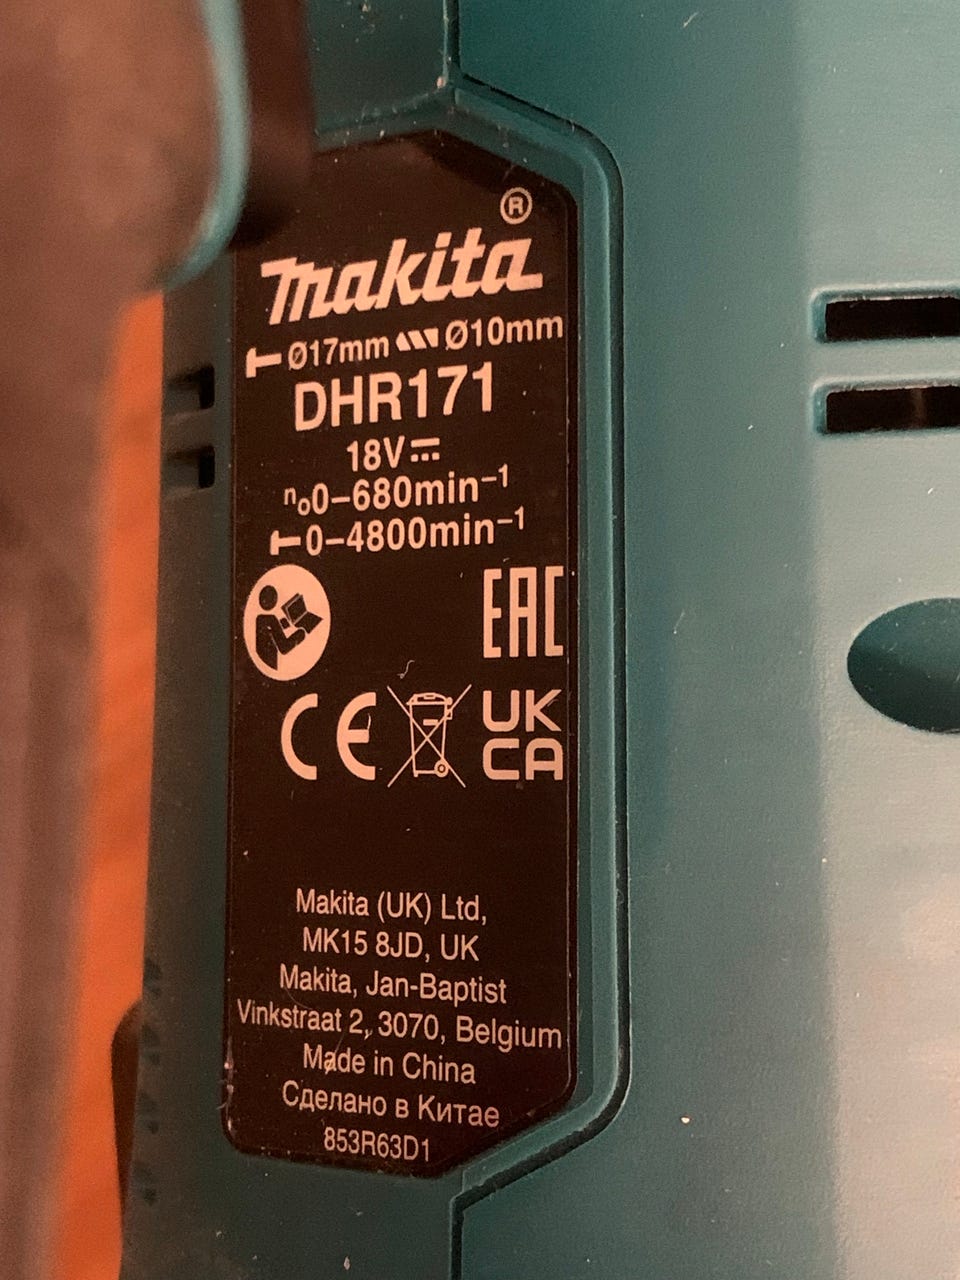 ®
makita
Ø17mm Ø10mm
DHR171
18V⎓
n₀0–680min⁻¹
0–4800min⁻¹
EAC
CE UK
CA
Makita (UK) Ltd,
MK15 8JD, UK
Makita, Jan-Baptist
Vinkstraat 2, 3070, Belgium
Made in China
Сделано в Китае
853R63D1